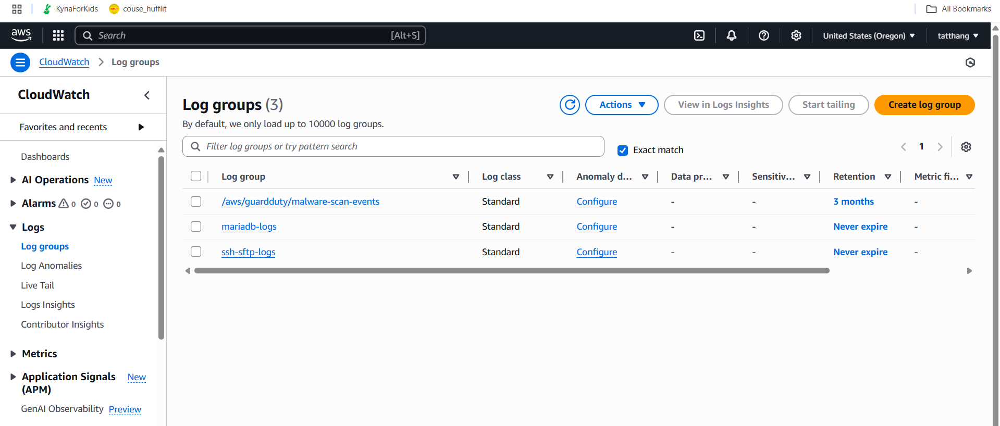 KynaForKids couse_hufflit All Bookmarks
aws Search [Alt+S] United States (Oregon) tatthang
CloudWatch Log groups
CloudWatch
Favorites and recents
Dashboards
AI Operations New
Alarms 0 0 0
Logs
Log groups
Log Anomalies
Live Tail
Logs Insights
Contributor Insights
Metrics
Application Signals New
(APM)
GenAI Observability Preview
Log groups (3) Actions View in Logs Insights Start tailing Create log group
By default, we only load up to 10000 log groups.
Filter log groups or try pattern search Exact match 1
Log group Log class Anomaly d... Data pr... Sensitiv... Retention Metric fi...
/aws/guardduty/malware-scan-events Standard Configure - - 3 months -
mariadb-logs Standard Configure - - Never expire -
ssh-sftp-logs Standard Configure - - Never expire -